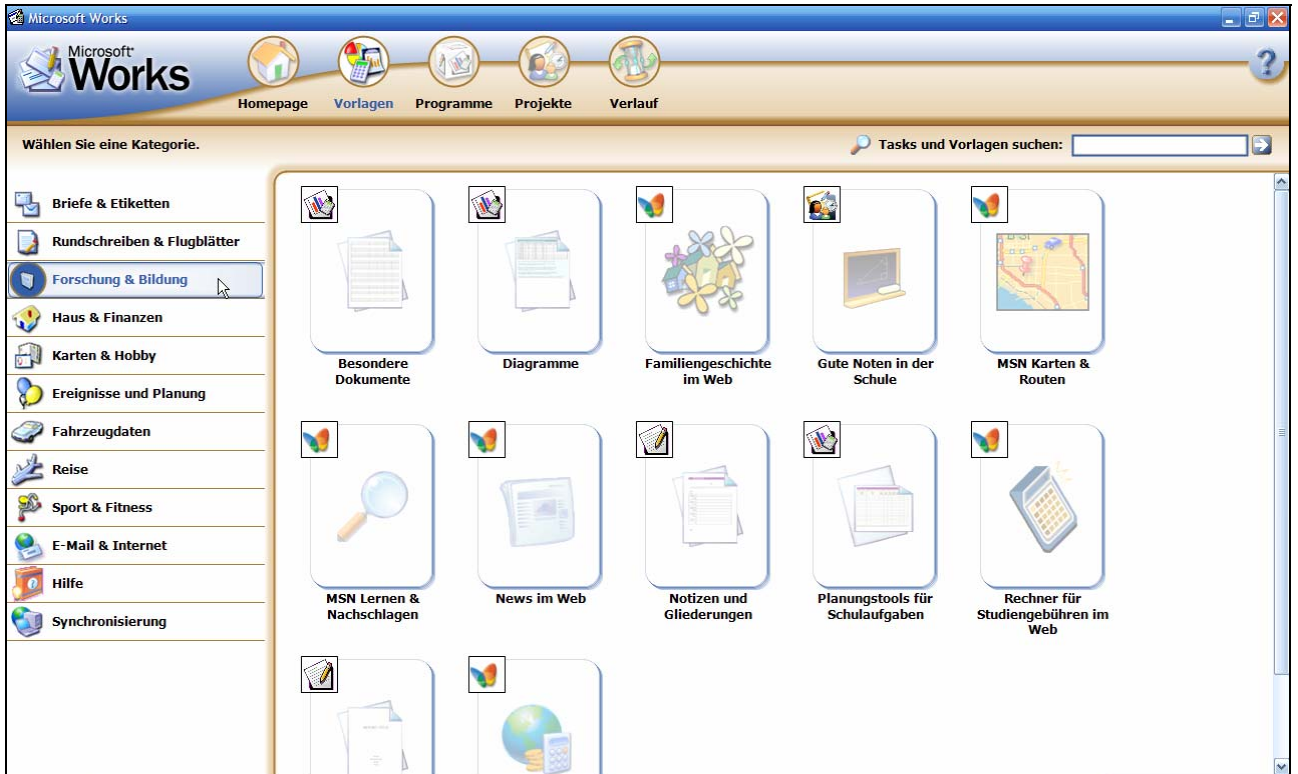 Microsoft Works
Microsoft
Works
Homepage Vorlagen Programme Projekte Verlauf
?
Wählen Sie eine Kategorie.
Tasks und Vorlagen suchen:
Briefe & Etiketten
Rundschreiben & Flugblätter
Forschung & Bildung
Haus & Finanzen
Karten & Hobby
Ereignisse und Planung
Fahrzeugdaten
Reise
Sport & Fitness
E-Mail & Internet
Hilfe
Synchronisierung
Besondere
Dokumente
Diagramme
Familiengeschichte
im Web
Gute Noten in der
Schule
MSN Karten &
Routen
MSN Lernen &
Nachschlagen
News im Web
Notizen und
Gliederungen
Planungstools für
Schulaufgaben
Rechner für
Studiengebühren im
Web